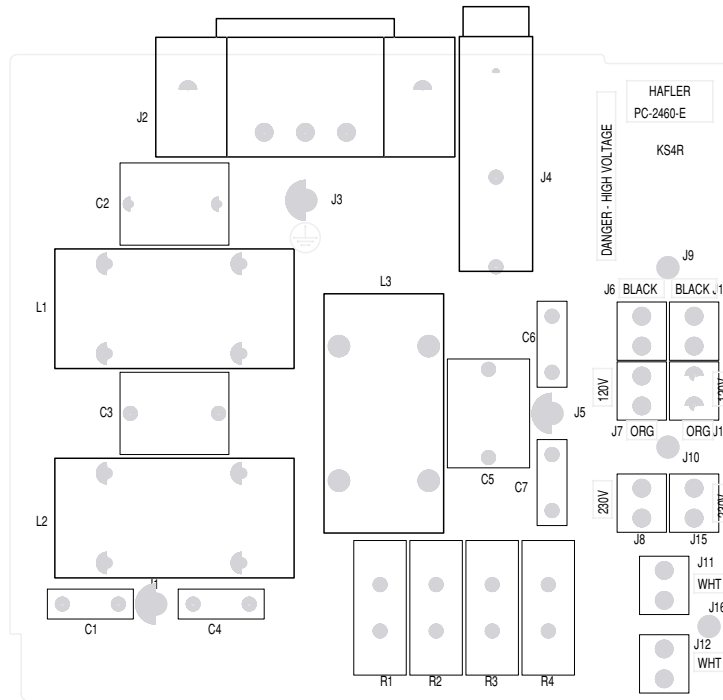 HAFLER
PC-2460-E
J2
KS4R
DANGER - HIGH VOLTAGE
J4
C2
J3
J9
L3
J6
BLACK
BLACK
L1
C6
120V
C3
J5
J7
ORG
ORG
J10
C5
C7
230V
L2
J8
J15
J11
WHT
C1
C4
J16
J12
WHT
R1
R2
R3
R4